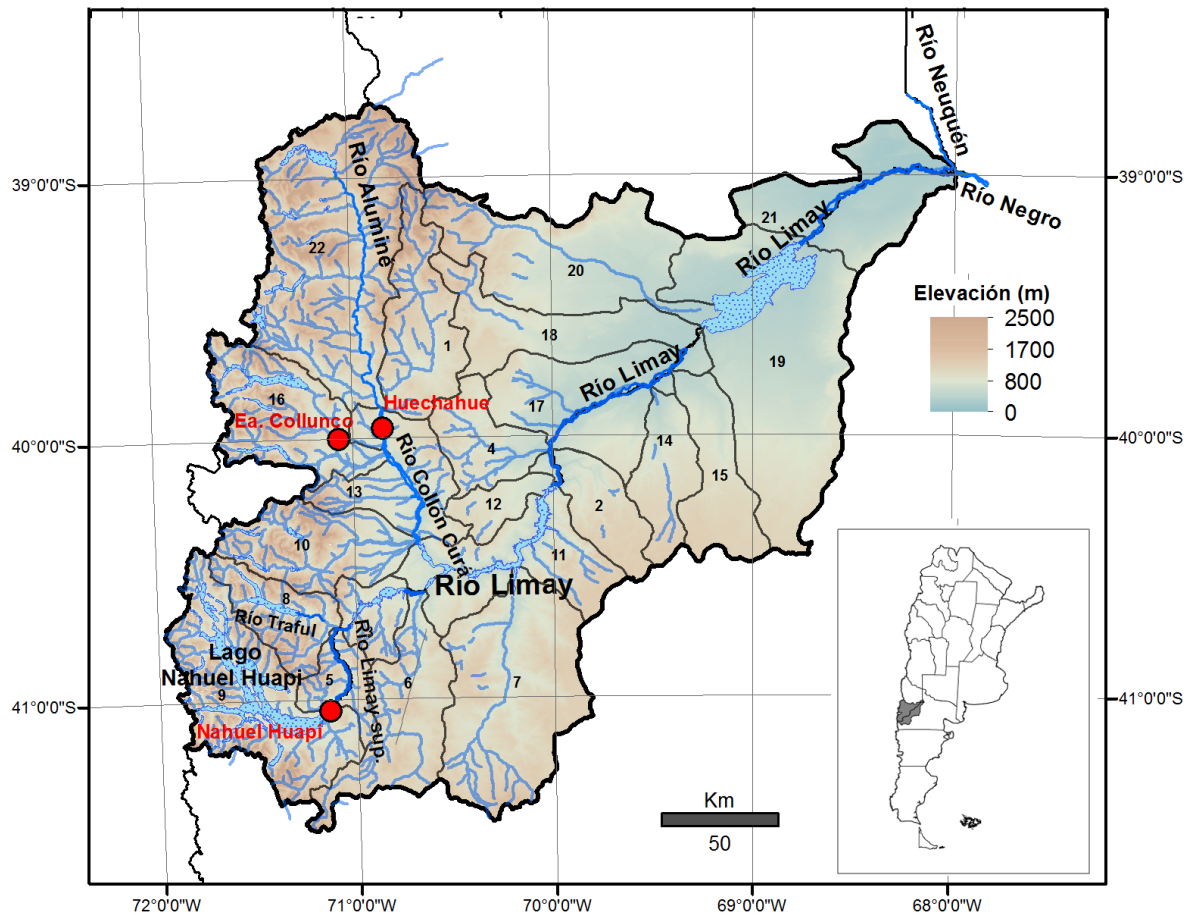 Río Neuquén
39°0'0"S
39°0'0"S
Río Aluminé
Río Negro
21
22
Río Limay
20
Elevación (m)
2500
1700
800
0
18
1
19
Río Limay
16
Huechahue
17
Ea. Collunco
40°0'0"S
40°0'0"S
14
4
Río Collón Curá
15
13
12
2
10
11
Río Limay
8
Río Traful
Río Limay sup.
Lago
Nahuel Huapi
5
6
7
9
41°0'0"S
41°0'0"S
Nahuel Huapi
Km
50
72°0'0"W
71°0'0"W
70°0'0"W
69°0'0"W
68°0'0"W